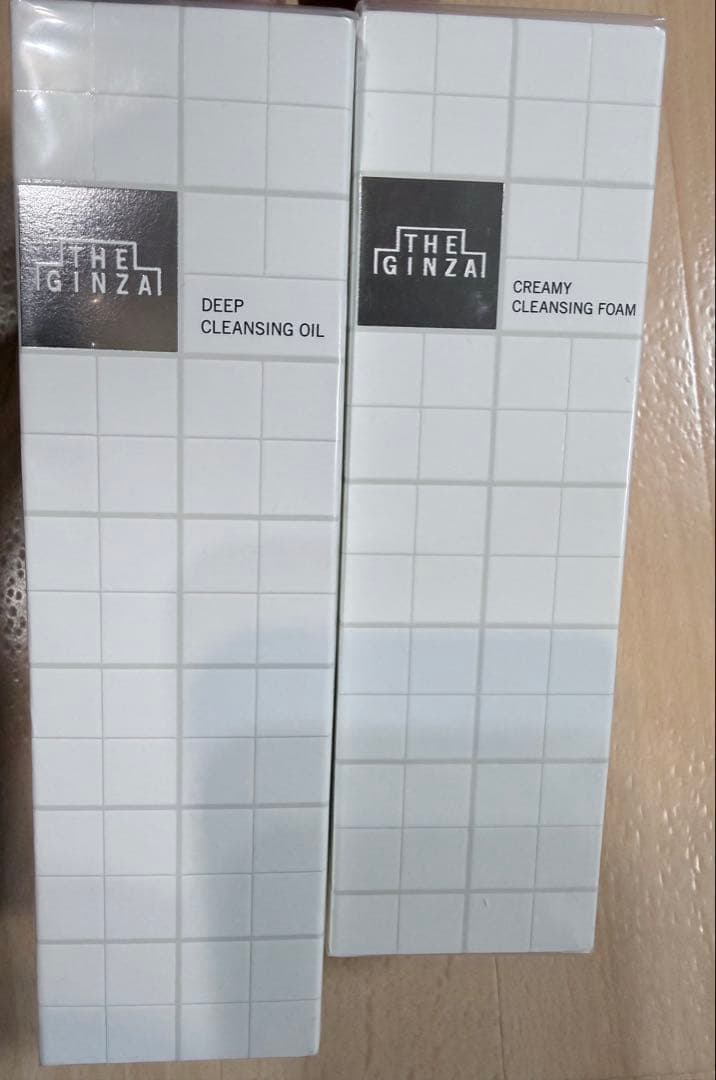 THE
GINZA
DEEP
CLEANSING OIL
THE
GINZA
CREAMY
CLEANSING FOAM